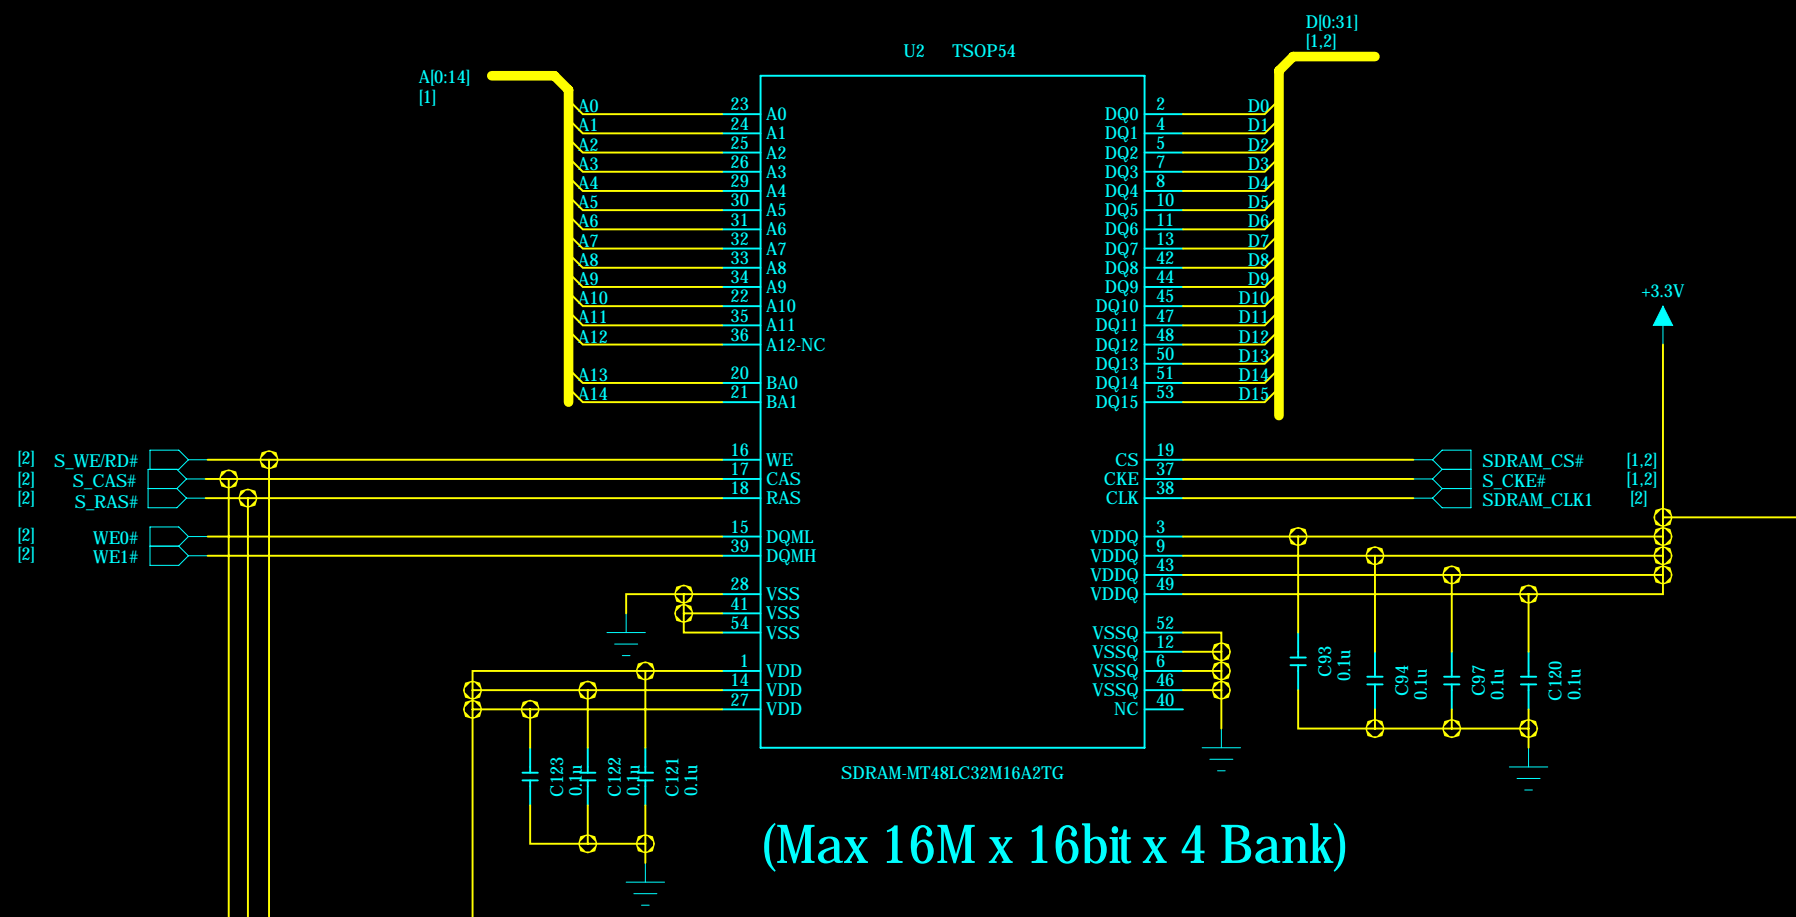 D[0:31]
[1,2]
U2 TSOP54
A[0:14]
[1]
A0 23 A0 DQ0 2 D0
A1 24 A1 DQ1 4 D1
A2 25 A2 DQ2 5 D2
A3 26 A3 DQ3 7 D3
A4 29 A4 DQ4 8 D4
A5 30 A5 DQ5 10 D5
A6 31 A6 DQ6 11 D6
A7 32 A7 DQ7 13 D7
A8 33 A8 DQ8 42 D8
A9 34 A9 DQ9 44 D9
A10 22 A10 DQ10 45 D10
A11 35 A11 DQ11 47 D11
A12 36 A12-NC DQ12 48 D12
DQ13 50 D13
A13 20 BA0 DQ14 51 D14
A14 21 BA1 DQ15 53 D15
+3.3V
[2] S_WE/RD# 16 WE CS 19 SDRAM_CS# [1,2]
[2] S_CAS# 17 CAS CKE 37 S_CKE# [1,2]
[2] S_RAS# 18 RAS CLK 38 SDRAM_CLK1 [2]
[2] WE0# 15 DQML VDDQ 3
[2] WE1# 39 DQMH VDDQ 9
VDDQ 43
28 VSS VDDQ 49
41 VSS
54 VSS VSSQ 52
VSSQ 12
1 VDD VSSQ 6
14 VDD VSSQ 46
27 VDD NC 40
C93
0.1u
C94
0.1u
C97
0.1u
C120
0.1u
C123
0.1u
C122
0.1u
C121
0.1u
SDRAM-MT48LC32M16A2TG
(Max 16M x 16bit x 4 Bank)